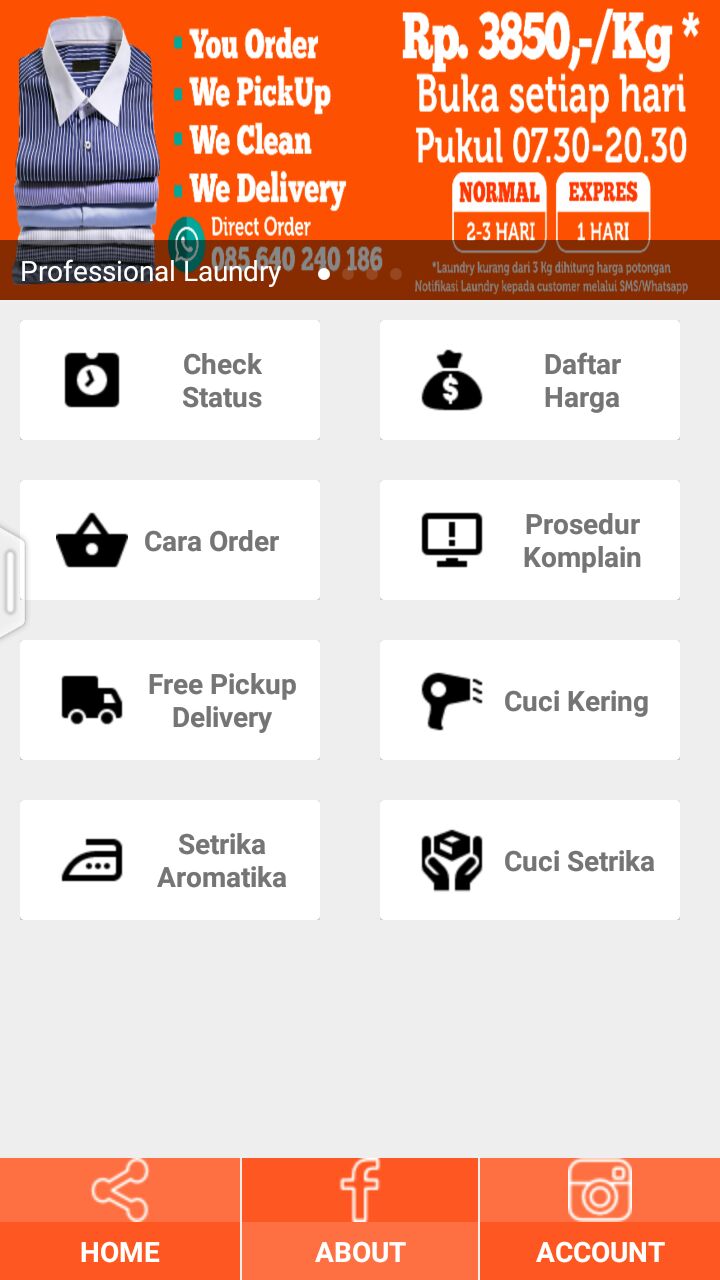 You Order
We PickUp
We Clean
We Delivery
Direct Order
085 640 240 186
Rp. 3850,-/Kg *
Buka setiap hari
Pukul 07.30-20.30
NORMAL
2-3 HARI
EXPRES
1 HARI
*Laundry kurang dari 3 Kg dihitung harga potongan
Notifikasi Laundry kepada customer melalui SMS/Whatsapp
Professional Laundry
Check
Status
Daftar
Harga
Cara Order
Prosedur
Komplain
Free Pickup
Delivery
Cuci Kering
Setrika
Aromatika
Cuci Setrika
HOME
ABOUT
ACCOUNT